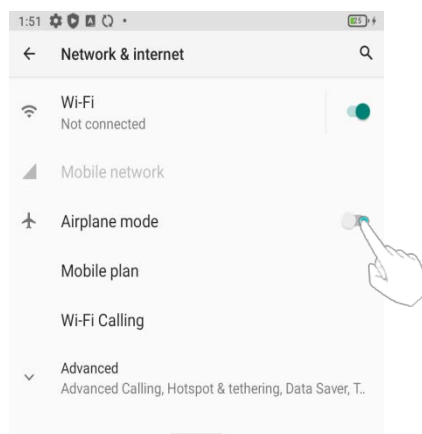 1:51
Network & internet
Wi-Fi
Not connected
Mobile network
Airplane mode
Mobile plan
Wi-Fi Calling
Advanced
Advanced Calling, Hotspot & tethering, Data Saver, T..